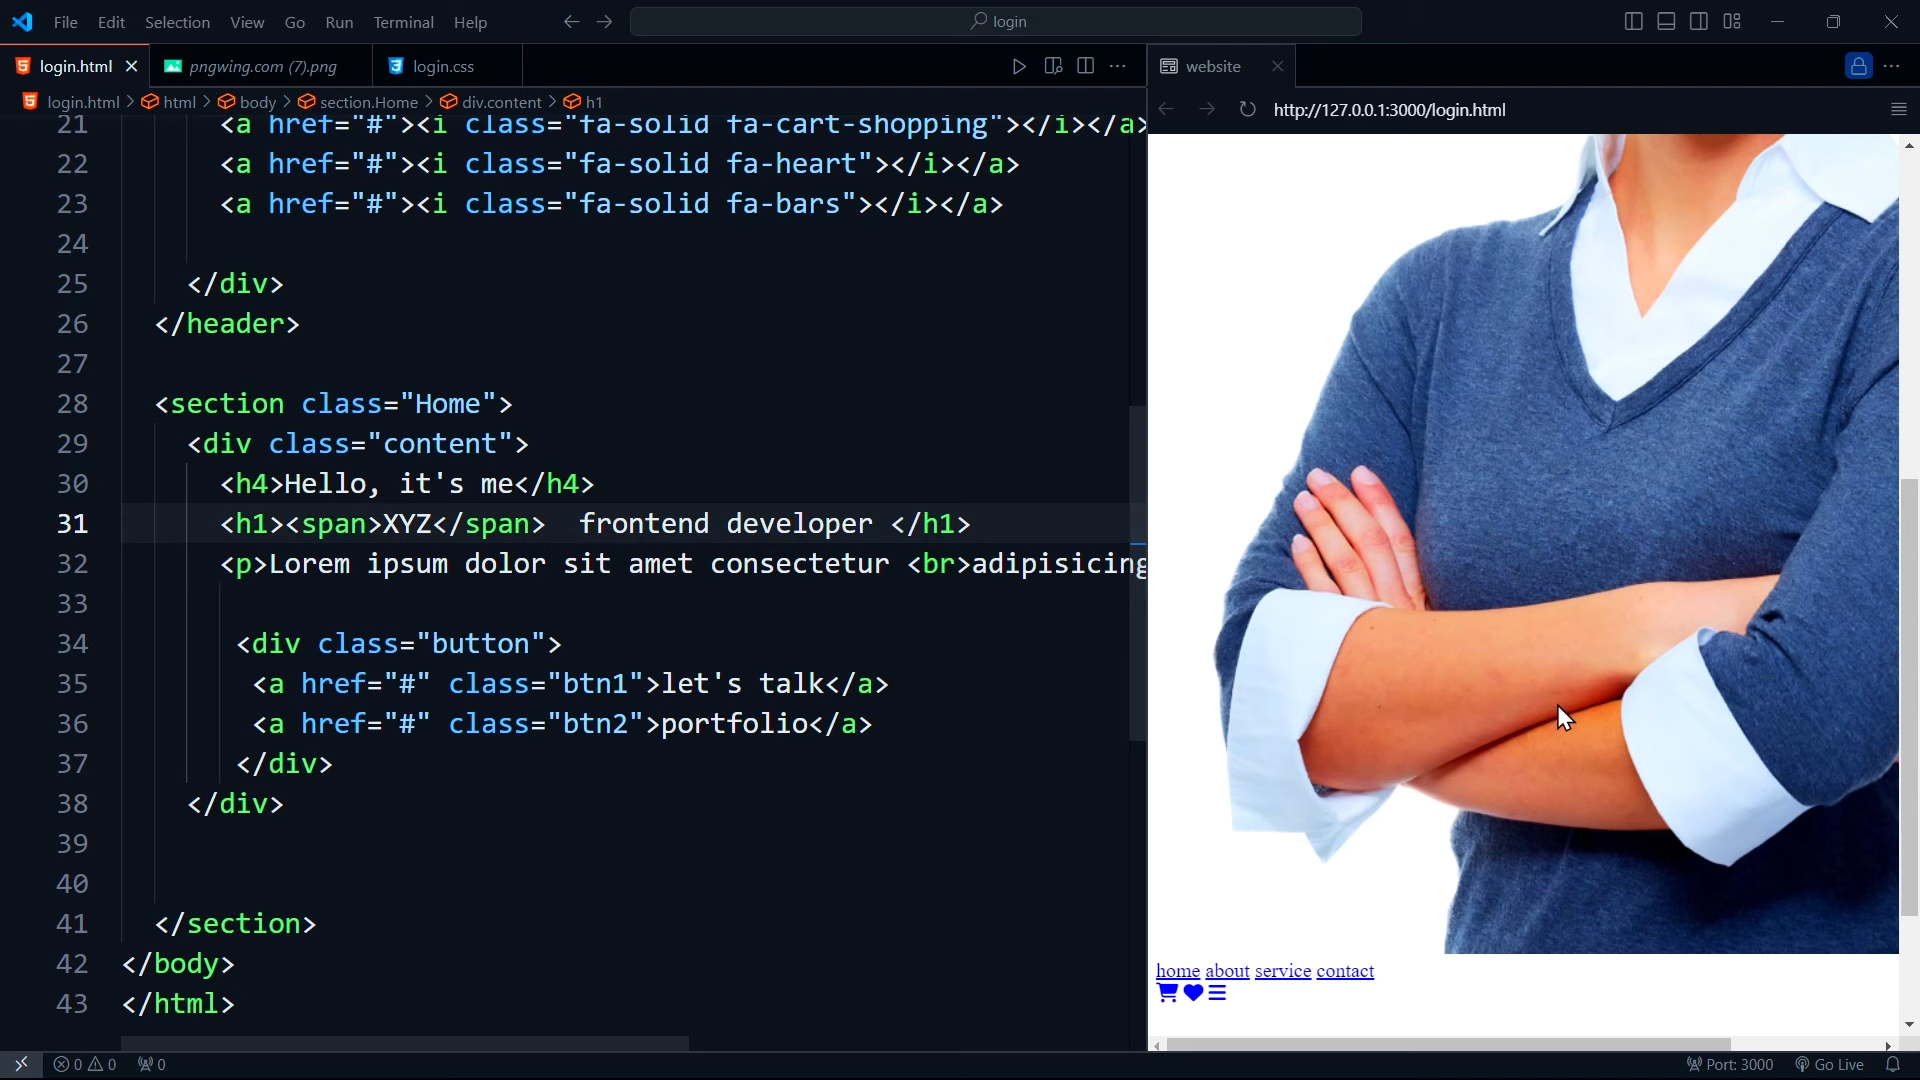 File Edit Selection View Go Run Terminal Help login
login.html pngwing.com (7).png login.css website
login.html > html > body > section.Home > div.content > h1
http://127.0.0.1:3000/login.html
21 <a href="#"><i class="fa-solid fa-cart-shopping"></i></a>
22 <a href="#"><i class="fa-solid fa-heart"></i></a>
23 <a href="#"><i class="fa-solid fa-bars"></i></a>
24
25 </div>
26 </header>
27
28 <section class="Home">
29 <div class="content">
30 <h4>Hello, it's me</h4>
31 <h1><span>XYZ</span>  frontend developer </h1>
32 <p>Lorem ipsum dolor sit amet consectetur <br>adipisicing
33
34 <div class="button">
35 <a href="#" class="btn1">let's talk</a>
36 <a href="#" class="btn2">portfolio</a>
37 </div>
38 </div>
39
40
41 </section>
42 </body>
43 </html>
home about service contact
0 0 0 Port: 3000 Go Live